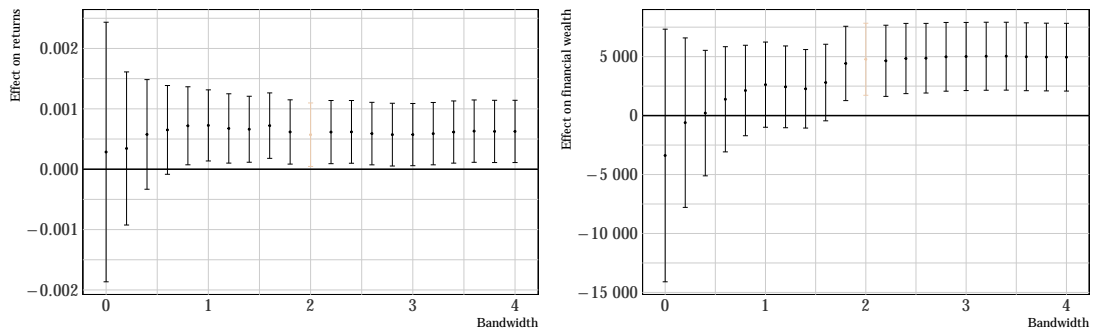 Effect on returns
0.002
0.001
0.000
−0.001
−0.002
0 1 2 3 4
Bandwidth
Effect on financial wealth
5 000
0
−5 000
−10 000
−15 000
0 1 2 3 4
Bandwidth